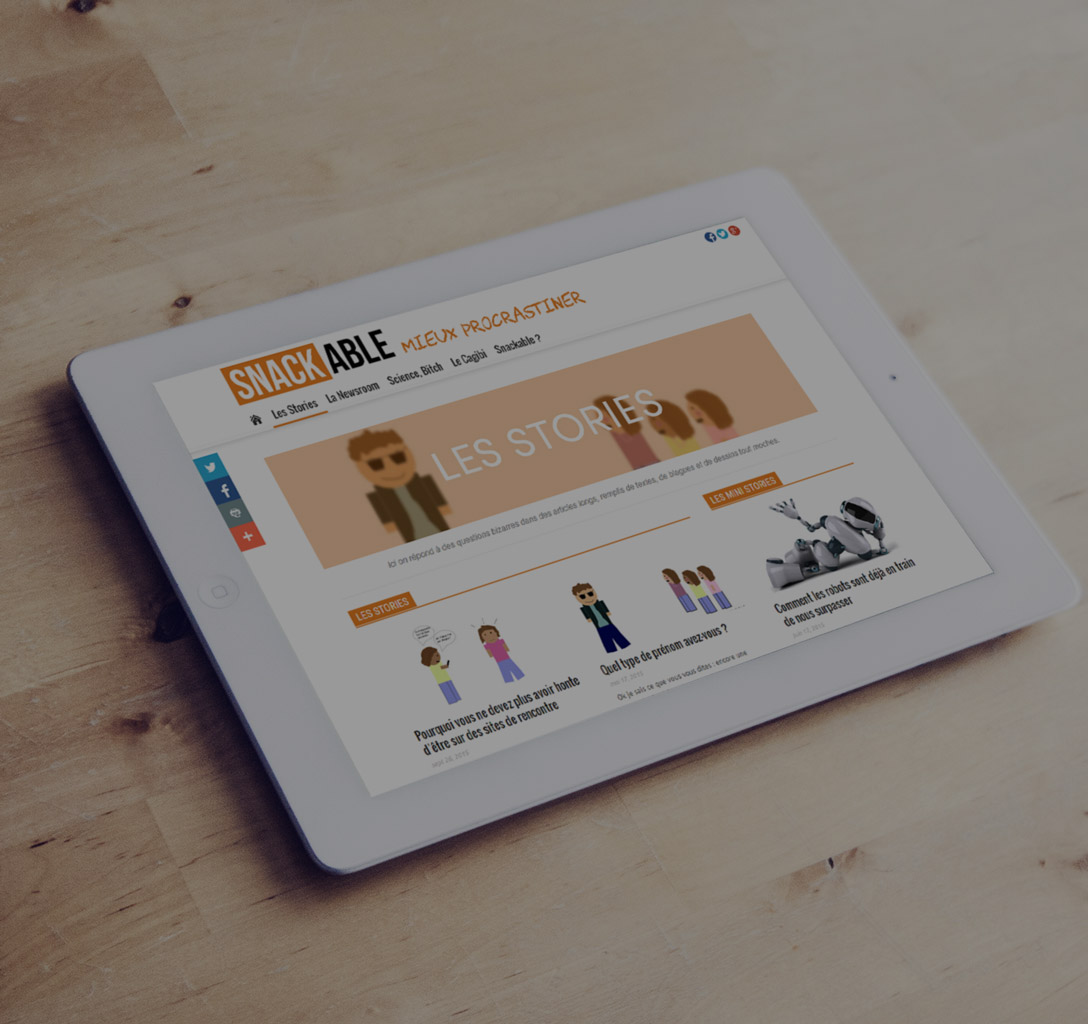 SNACKABLE MIEUX PROCRASTINER
Les Stories La Newsroom Science, Bitch Le Cagibi Snackable ?
LES STORIES
Ici on répond à des questions bizarres dans des articles longs, remplis de textes, de blagues et de dessins tout moches.
LES STORIES
Pourquoi vous ne devez plus avoir honte
d'être sur des sites de rencontre
Quel type de prénom avez-vous ?
Ok je sais ce que vous vous dites : encore une
LES MINI STORIES
Comment les robots sont déjà en train
de nous surpasser